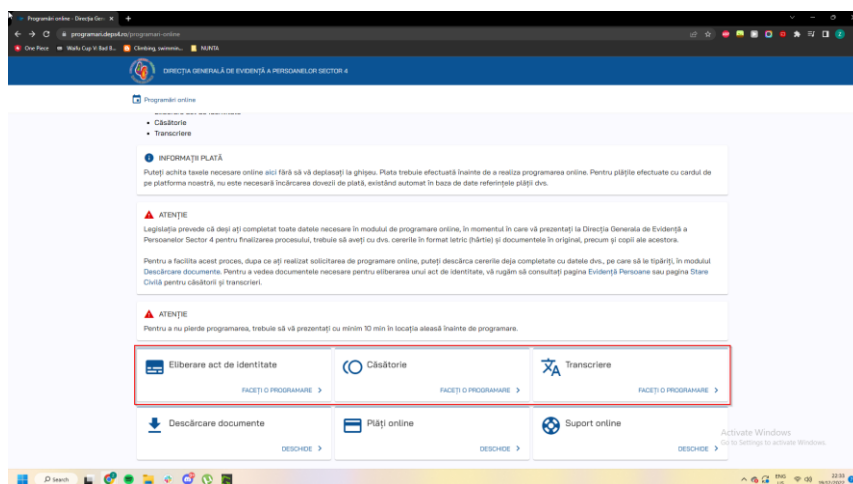 Programări online - Direcția Gen
programari.deps4.ro/programari-online
One Piece
Climbing, swimmin...
NUNTA
DIRECȚIA GENERALĂ DE EVIDENȚĂ A PERSOANELOR SECTOR 4
Programări online
Căsătorie
Transcriere
INFORMAȚII PLATĂ
Puteți achita taxele necesare online aici fără să vă deplasați la ghișeu. Plata trebuie efectuată înainte de a realiza programarea online. Pentru plățile efectuate cu cardul de
pe platforma noastră, nu este necesară încărcarea dovezii de plată, existând automat în baza de date referințele plății dvs.
ATENȚIE
Legislația prevede că deși ați completat toate datele necesare în modulul de programare online, în momentul în care vă prezentați la Direcția Generala de Evidență a
Persoanelor Sector 4 pentru finalizarea procesului, trebuie să aveți cu dvs. cererile în format letric (hârtie) și documentele în original, precum și copii ale acestora.
Pentru a facilita acest proces, dupa ce ați realizat solicitarea de programare online, puteți descărca cererile deja completate cu datele dvs., pe care să le tipăriți, în modulul
Descărcare documente. Pentru a vedea documentele necesare pentru eliberarea unui act de identitate, vă rugăm să consultați pagina Evidență Persoane sau pagina Stare
Civilă pentru căsătorii și transcrieri.
ATENȚIE
Pentru a nu pierde programarea, trebuie să vă prezentați cu minim 10 min în locația aleasă înainte de programare.
Eliberare act de identitate
FACEȚI O PROGRAMARE
Căsătorie
FACEȚI O PROGRAMARE
Transcriere
FACEȚI O PROGRAMARE
Descărcare documente
DESCHIDE
Plăți online
DESCHIDE
Suport online
DESCHIDE
Activate Windows
Go to Settings to activate Windows.
Search
ENG
22:33